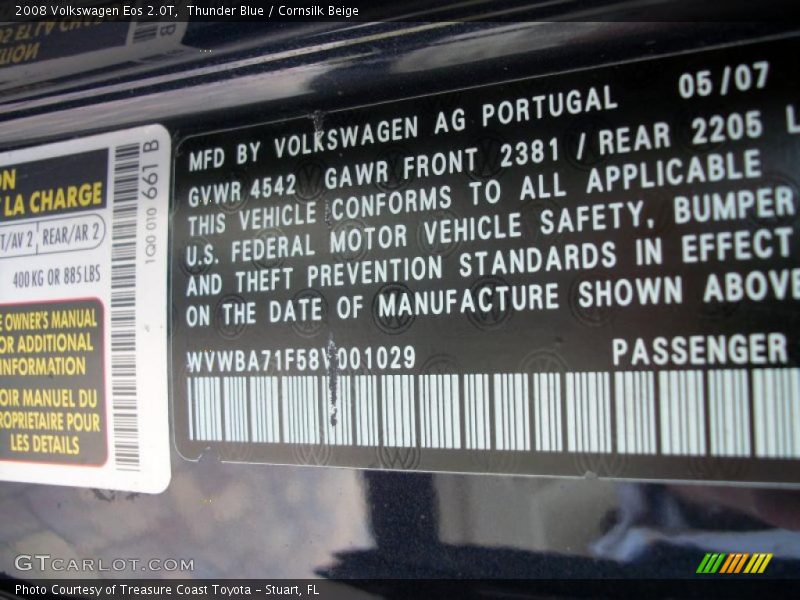 2008 Volkswagen Eos 2.0T,  Thunder Blue / Cornsilk Beige
LA CHARGE
T/AV 2 REAR/AR 2
400 KG OR 885 LBS
OWNER'S MANUAL
ADDITIONAL
INFORMATION
MANUEL DU
POUR
LES DETAILS
1Q0 010 661 B
05 / 07
MFD BY VOLKSWAGEN AG PORTUGAL
GVWR 4542 GAWR FRONT 2381 / REAR 2205 L
THIS VEHICLE CONFORMS TO ALL APPLICABLE
U.S. FEDERAL MOTOR VEHICLE SAFETY, BUMPER
AND THEFT PREVENTION STANDARDS IN EFFECT
ON THE DATE OF MANUFACTURE SHOWN ABOVE
WVWBA71F58V001029 PASSENGER
GTCARLOT.COM
Photo Courtesy of Treasure Coast Toyota - Stuart, FL